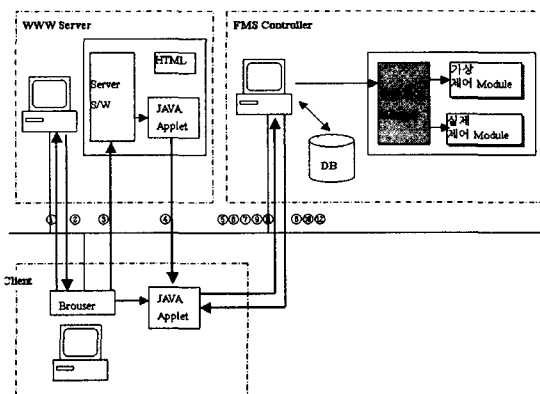 WWW Server
FMS Controller
HTML
Server
S/W
JAVA
Applet
가상
제어 Module
실제
제어 Module
DB
① ② ③ ④ ⑤⑥⑦⑨⑪ ⑧⑩⑫
Client
Brouser
JAVA
Applet